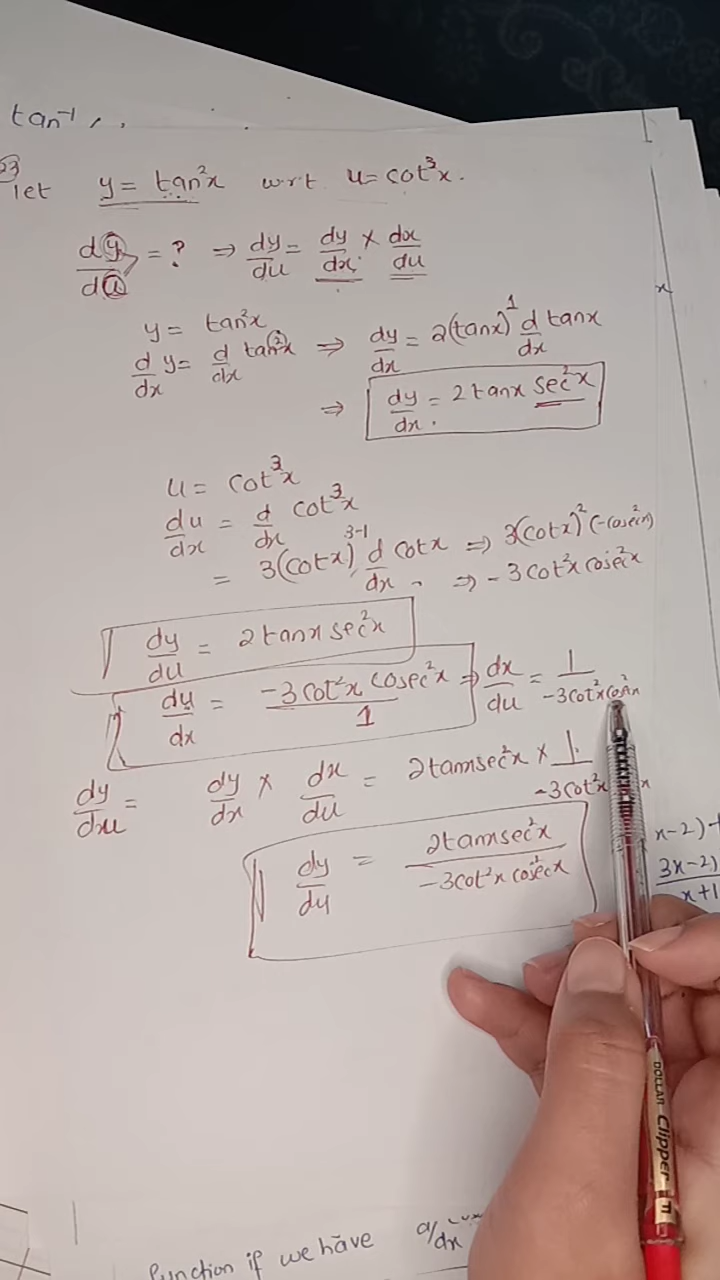 tan⁻¹ , ,
23
let y = tan²x wrt u = cot³x.
dy/du = ? ⇒ dy/du = dy/dx × dx/du
y = tan²x
d/dx y = d/dx tan²x ⇒ dy/dx = 2(tanx)¹ d/dx tanx
⇒ dy/dx = 2 tanx sec²x
u = cot³x
du/dx = d/dx cot³x
= 3(cotx)³⁻¹ d/dx cotx ⇒ 3(cotx)² (-cosec²x)
⇒ -3cot²x cosec²x
dy/du = 2 tanx sec²x
du/dx = -3cot²x cosec²x/1 ⇒ dx/du = 1/-3cot²x
dy/du = dy/dx × dx/du = 2tanxsec²x × 1/-3cot²x x
dy/du = 2tanxsec²x/-3cot²x cosec²x
x-2)+
3x-2)
x+1
DOLLAR Clipper
function if we have d/dx